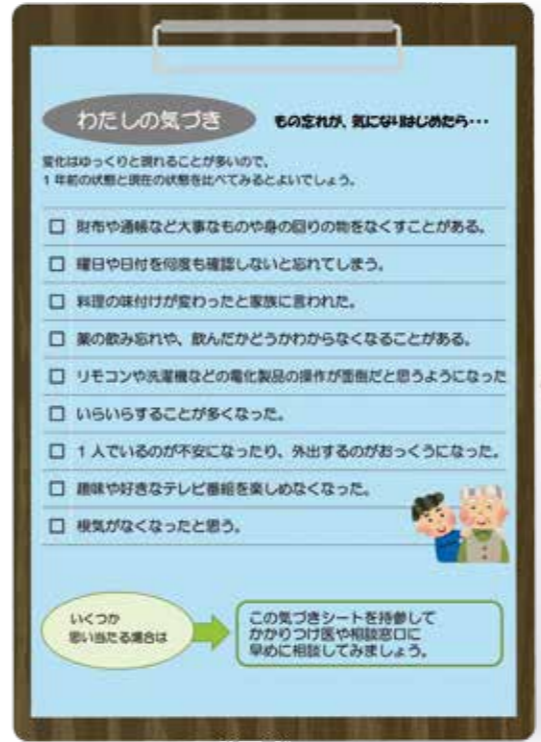 わたしの気づき
もの忘れが、気になりはじめたら…
変化はゆっくりと現れることが多いので、
1年前の状態と現在の状態を比べてみるとよいでしょう。
□ 財布や通帳など大事なものや身の回りの物をなくすことがある。
□ 曜日や日付を何度も確認しないと忘れてしまう。
□ 料理の味付けが変わったと家族に言われた。
□ 薬の飲み忘れや、飲んだかどうかわからなくなることがある。
□ リモコンや洗濯機などの電化製品の操作が面倒だと思うようになった
□ いらいらすることが多くなった。
□ 1人でいるのが不安になったり、外出するのがおっくうになった。
□ 趣味や好きなテレビ番組を楽しめなくなった。
□ 根気がなくなったと思う。
いくつか
思い当たる場合は
この気づきシートを持参して
かかりつけ医や相談窓口に
早めに相談してみましょう。